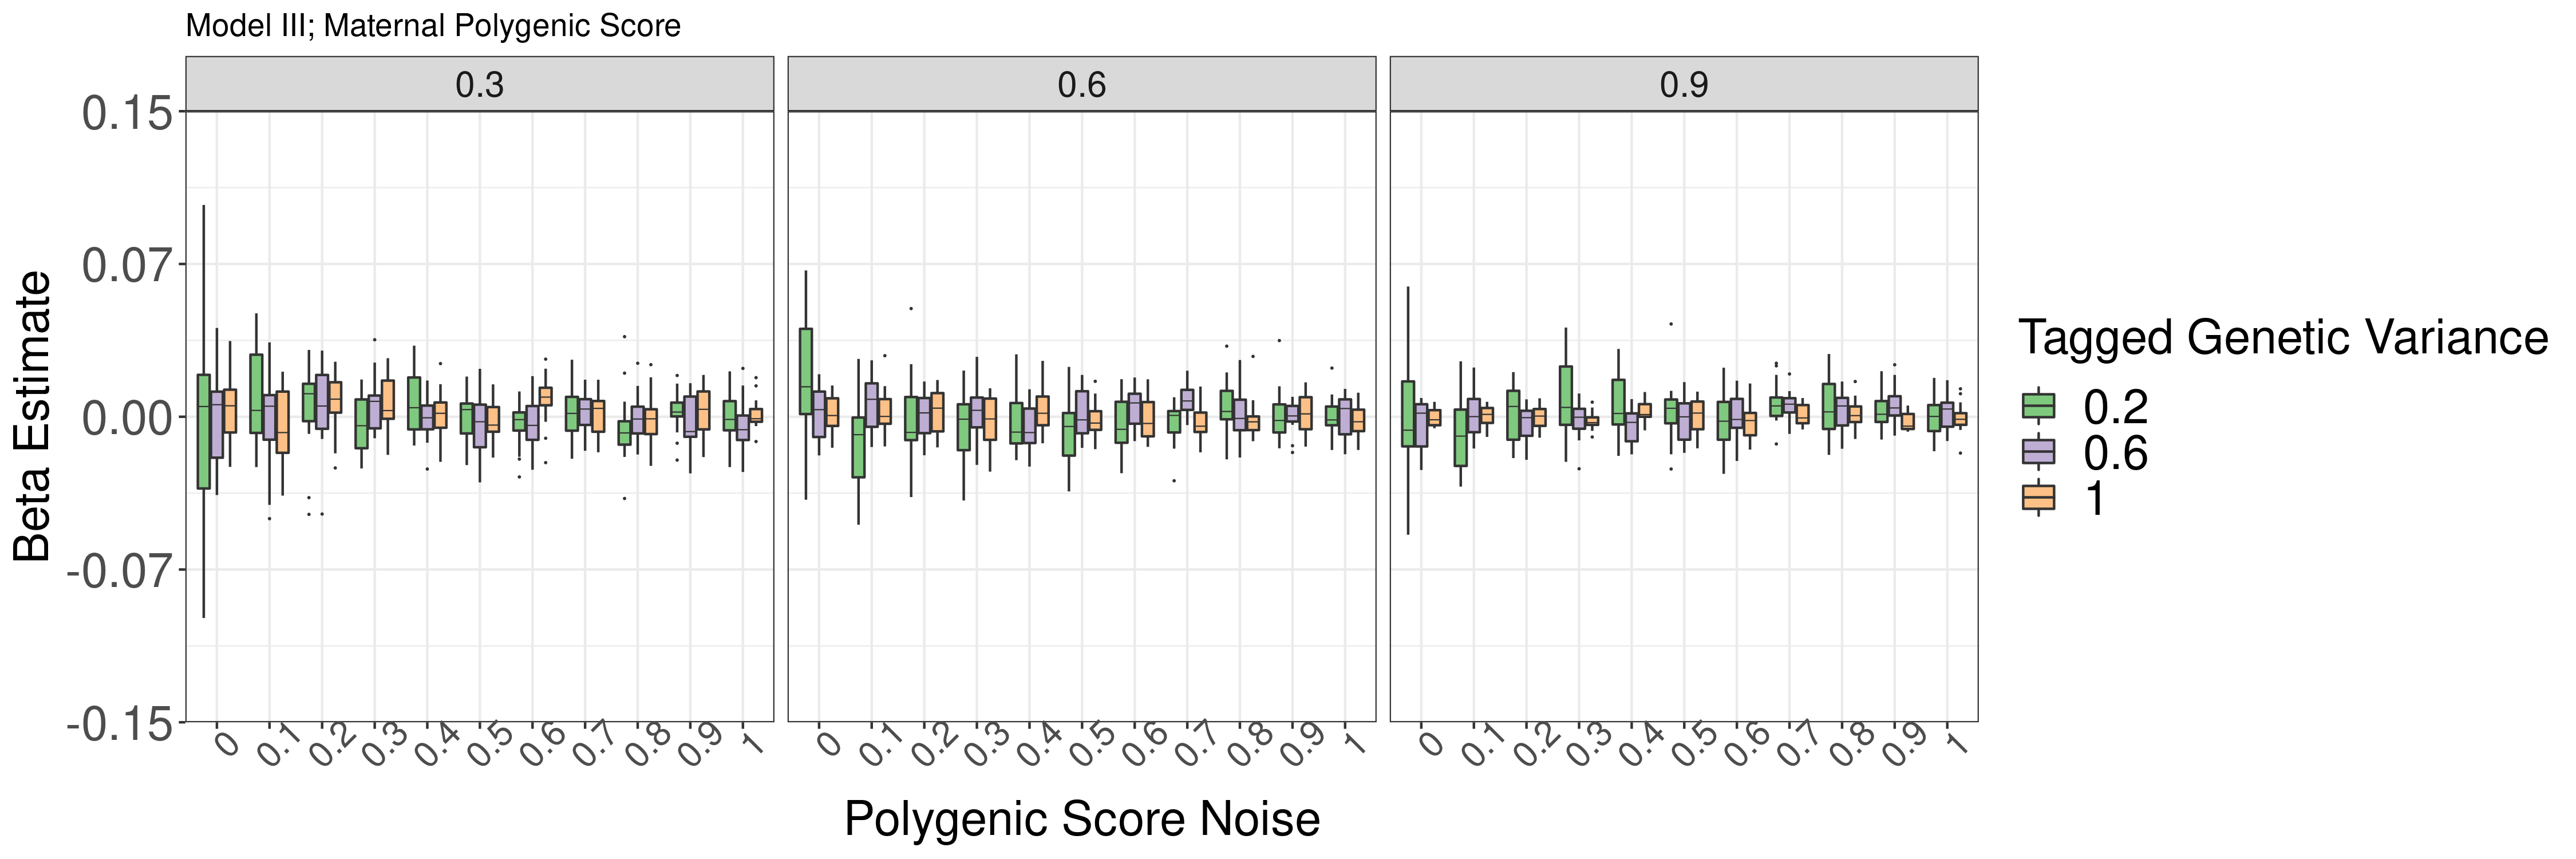 Model III; Maternal Polygenic Score
0.3 0.6 0.9
0.15
0.07
0.00
-0.07
-0.15
Beta Estimate
0 0.1 0.2 0.3 0.4 0.5 0.6 0.7 0.8 0.9 1 0 0.1 0.2 0.3 0.4 0.5 0.6 0.7 0.8 0.9 1 0 0.1 0.2 0.3 0.4 0.5 0.6 0.7 0.8 0.9 1
Polygenic Score Noise
Tagged Genetic Variance
0.2
0.6
1